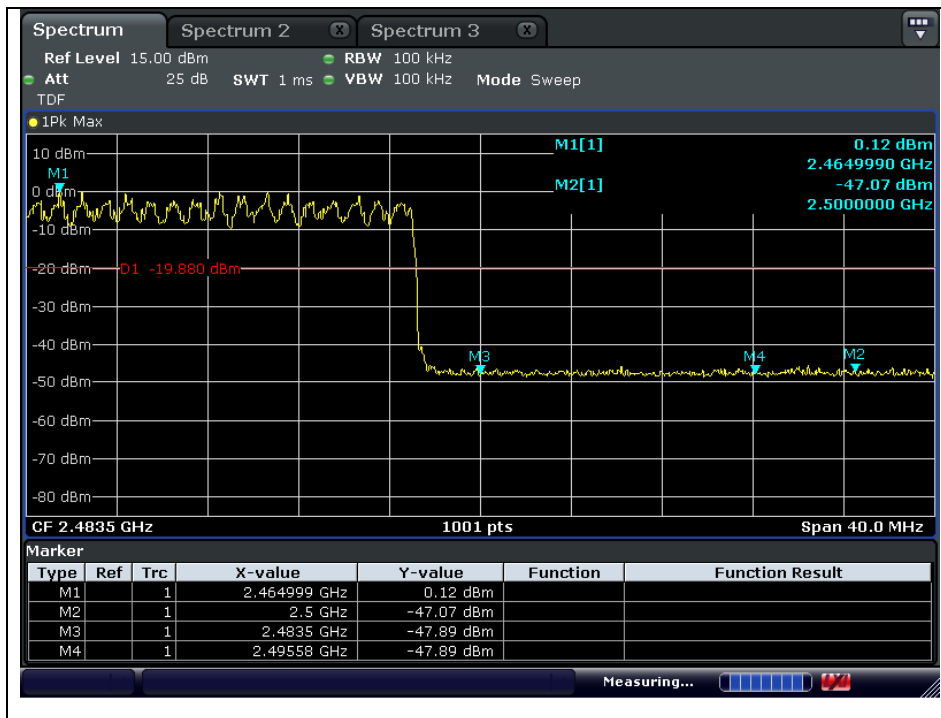 Spectrum Spectrum 2 X Spectrum 3 X
Ref Level 15.00 dBm RBW 100 kHz
Att 25 dB SWT 1 ms VBW 100 kHz Mode Sweep
TDF
1Pk Max
M1[1] 0.12 dBm
2.4649990 GHz
M2[1] -47.07 dBm
2.5000000 GHz
10 dBm
M1
0 dBm
-10 dBm
-20 dBm D1 -19.880 dBm
-30 dBm
-40 dBm
M3 M4 M2
-50 dBm
-60 dBm
-70 dBm
-80 dBm
CF 2.4835 GHz 1001 pts Span 40.0 MHz
Marker
Type Ref Trc X-value Y-value Function Function Result
M1 1 2.464999 GHz 0.12 dBm
M2 1 2.5 GHz -47.07 dBm
M3 1 2.4835 GHz -47.89 dBm
M4 1 2.49558 GHz -47.89 dBm
Measuring...